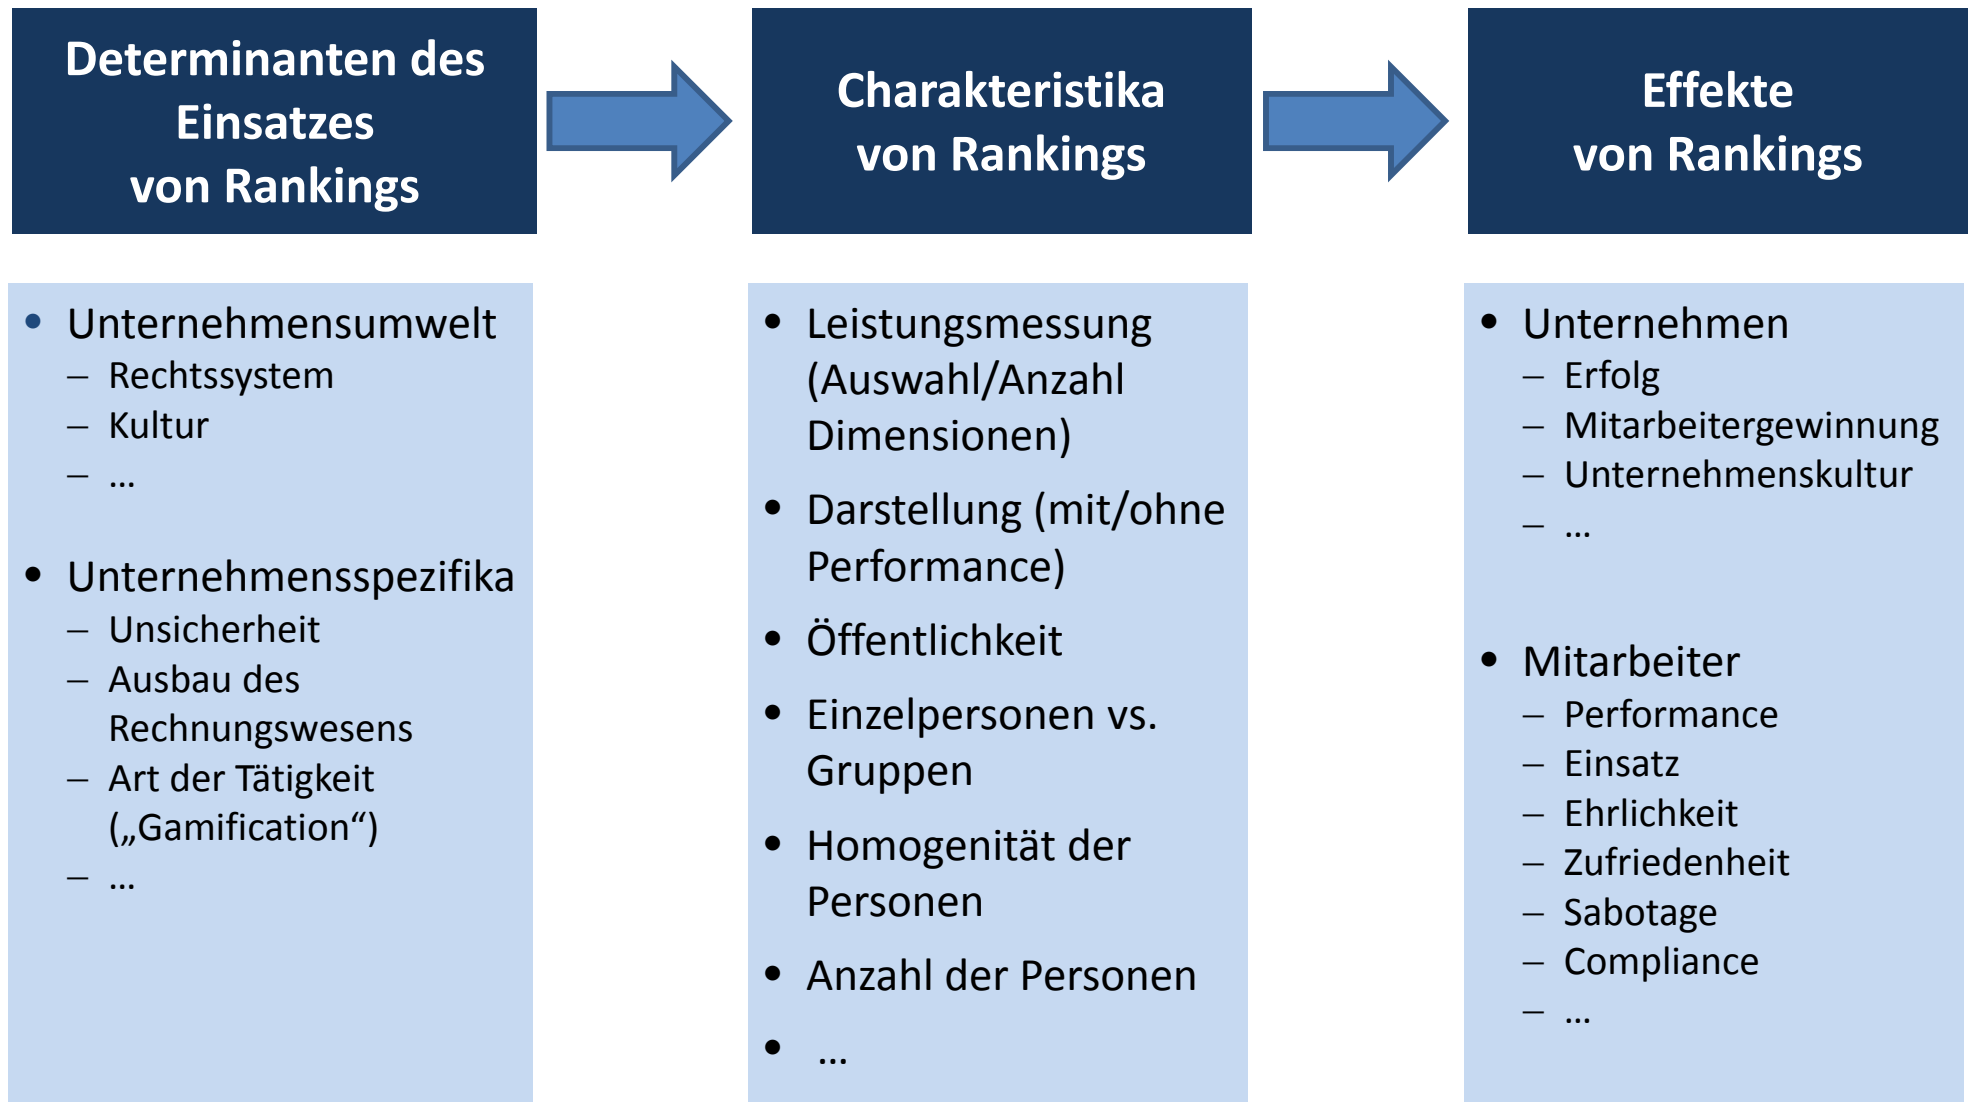 Determinanten des
Einsatzes
von Rankings
Charakteristika
von Rankings
Effekte
von Rankings
• Unternehmensumwelt
– Rechtssystem
– Kultur
– …
• Unternehmensspezifika
– Unsicherheit
– Ausbau des
Rechnungswesens
– Art der Tätigkeit
(„Gamification“)
– …
• Leistungsmessung
(Auswahl/Anzahl
Dimensionen)
• Darstellung (mit/ohne
Performance)
• Öffentlichkeit
• Einzelpersonen vs.
Gruppen
• Homogenität der
Personen
• Anzahl der Personen
• …
• Unternehmen
– Erfolg
– Mitarbeitergewinnung
– Unternehmenskultur
– …
• Mitarbeiter
– Performance
– Einsatz
– Ehrlichkeit
– Zufriedenheit
– Sabotage
– Compliance
– …